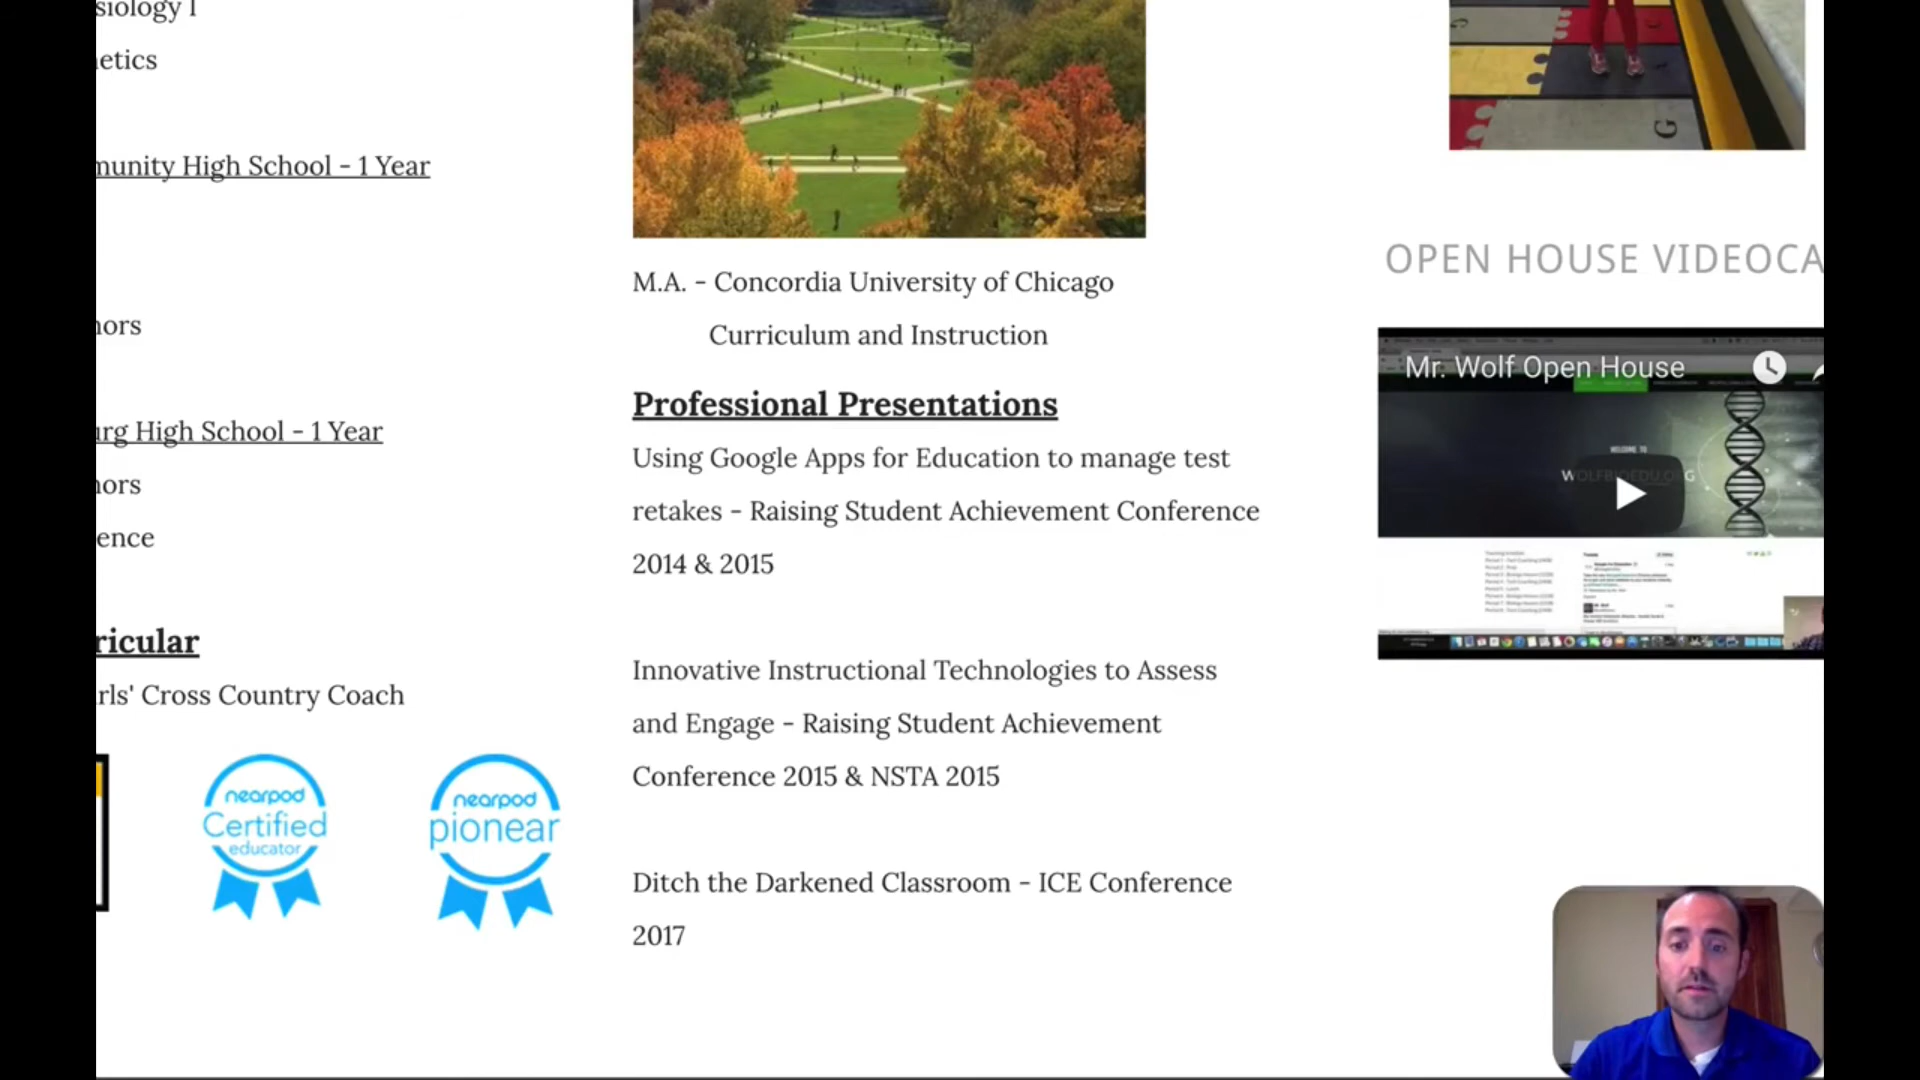 siology I
etics
munity High School - 1 Year
nors
urg High School - 1 Year
nors
ence
ricular
rls' Cross Country Coach
nearpod
Certified
educator
nearpod
pionear
M.A. - Concordia University of Chicago
Curriculum and Instruction
Professional Presentations
Using Google Apps for Education to manage test
retakes - Raising Student Achievement Conference
2014 & 2015
Innovative Instructional Technologies to Assess
and Engage - Raising Student Achievement
Conference 2015 & NSTA 2015
Ditch the Darkened Classroom - ICE Conference
2017
G
OPEN HOUSE VIDEOCA
Mr. Wolf Open House
WELCOME TO
WOLFBIOEDU.ORG